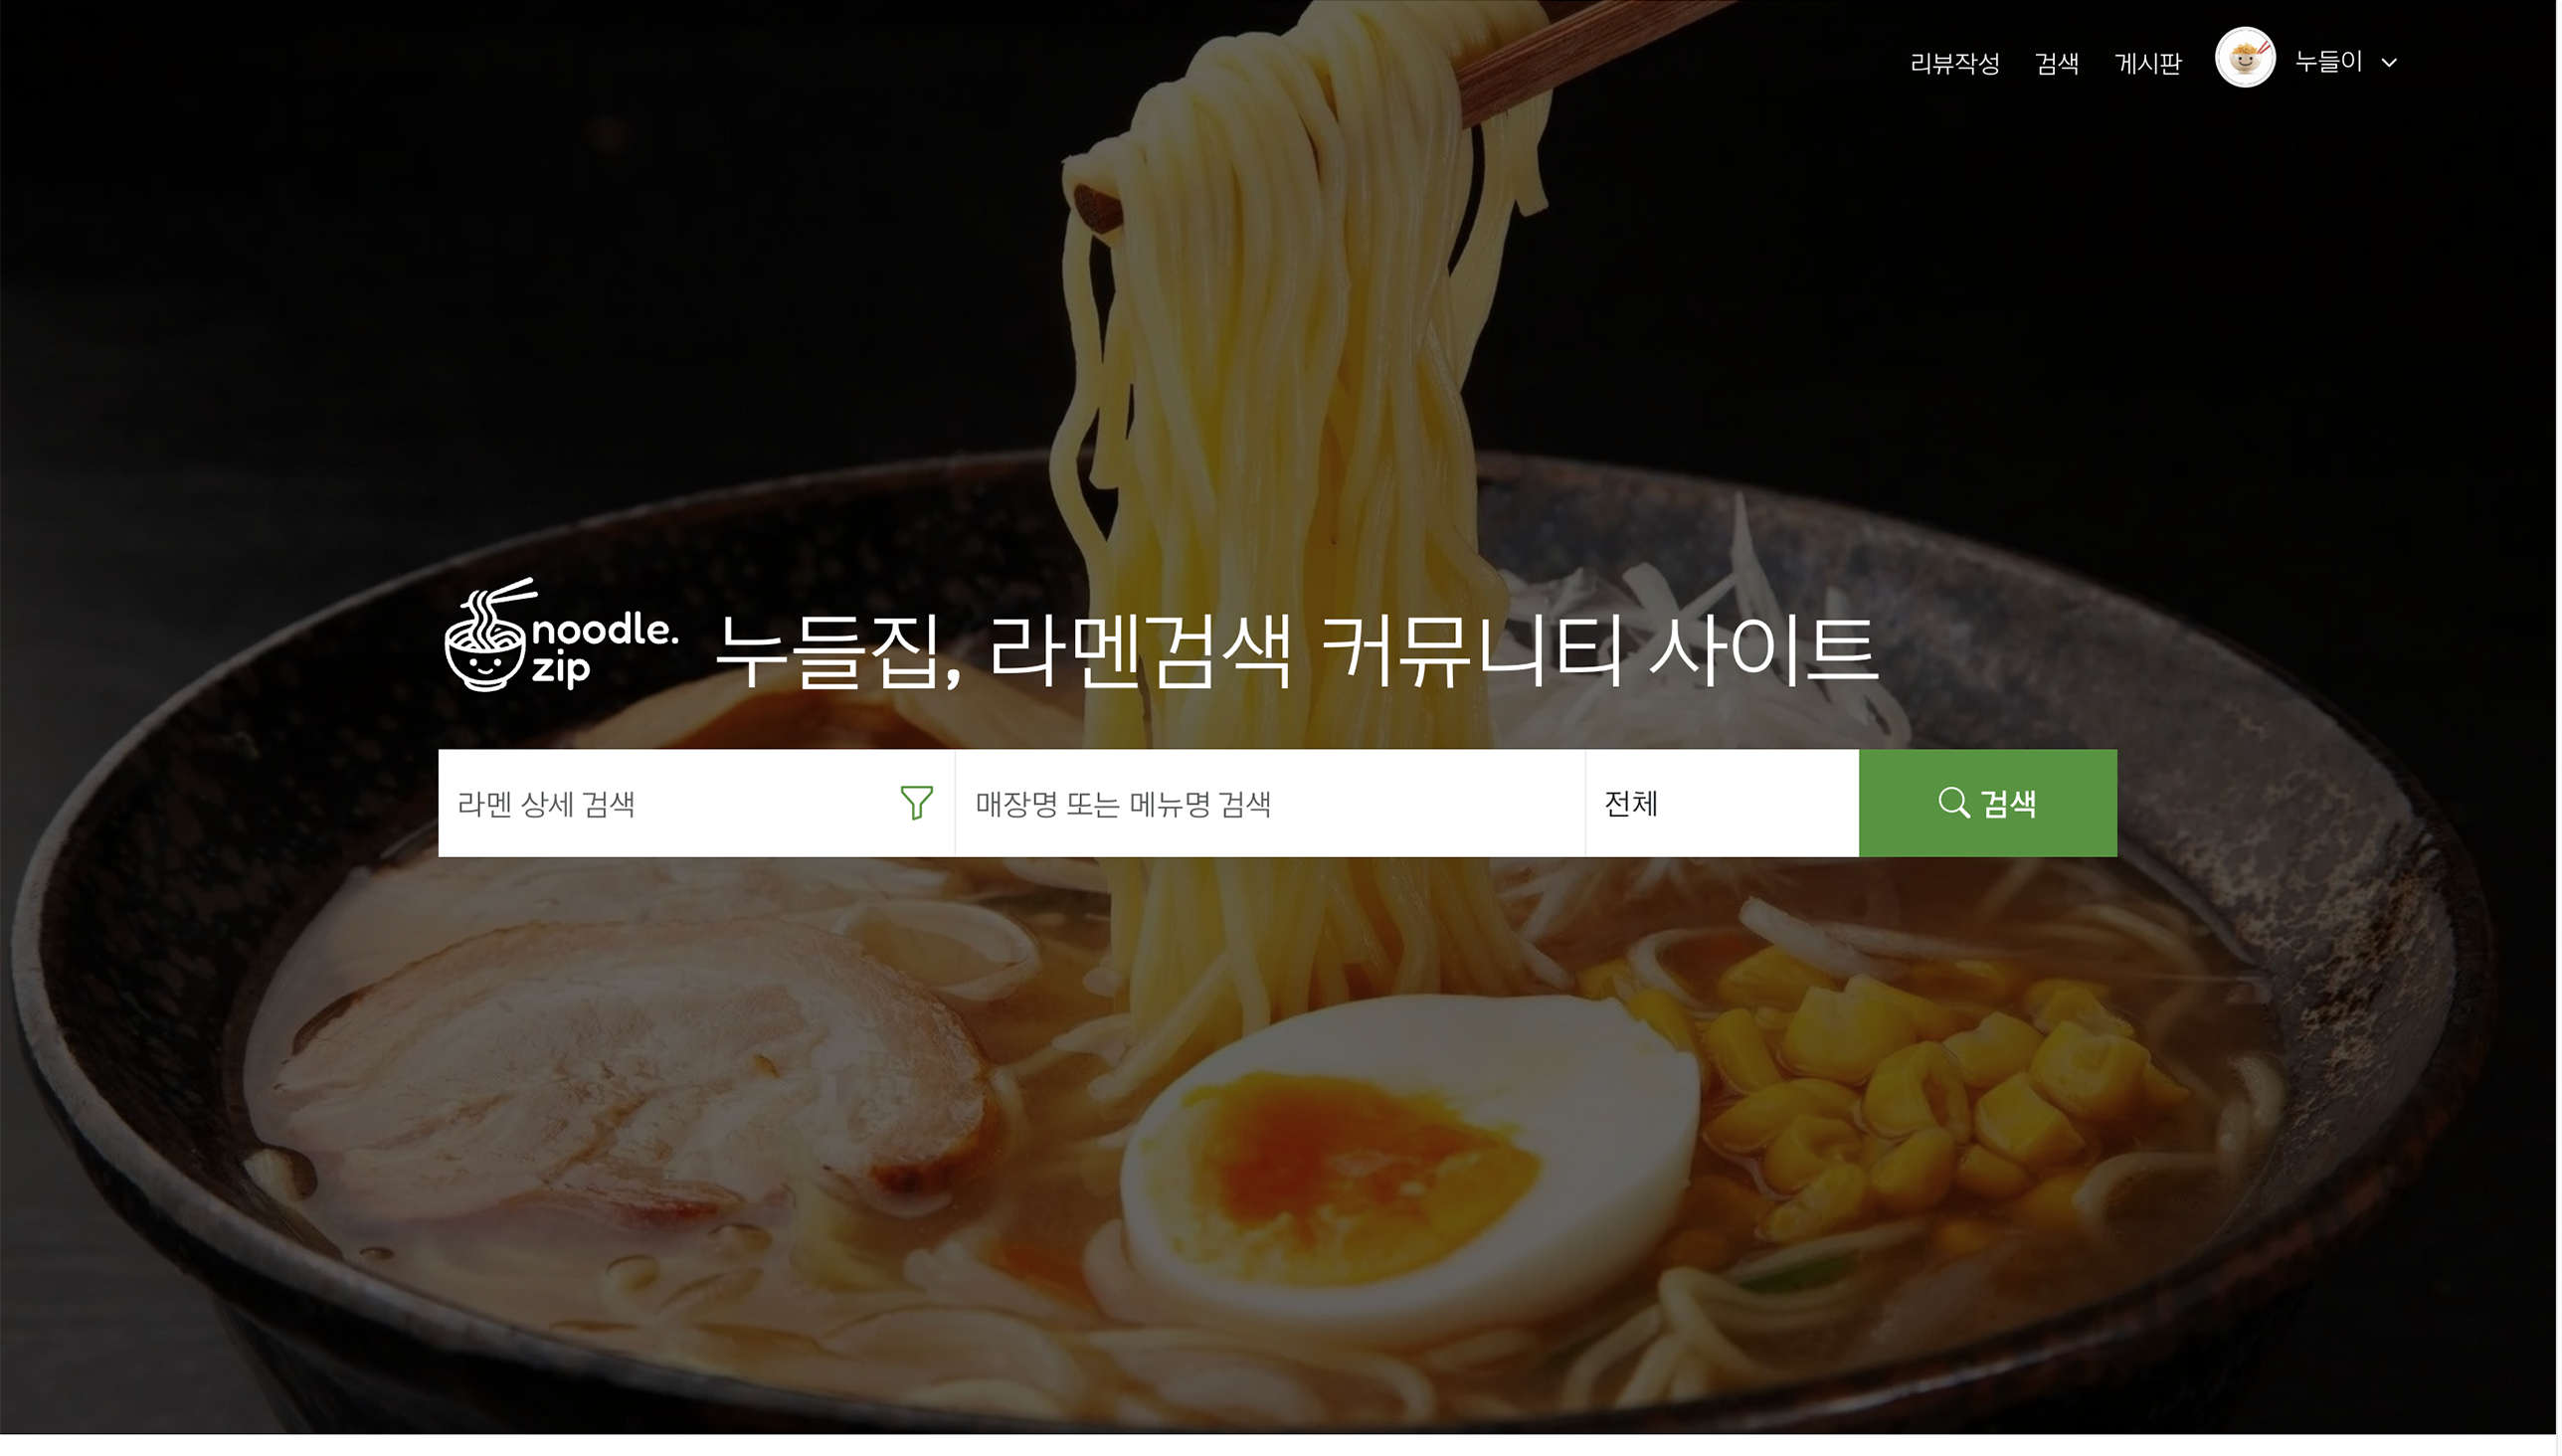 리뷰작성 검색 게시판 누들이
noodle.
zip
누들집, 라멘검색 커뮤니티 사이트
라멘 상세 검색 매장명 또는 메뉴명 검색 전체 검색